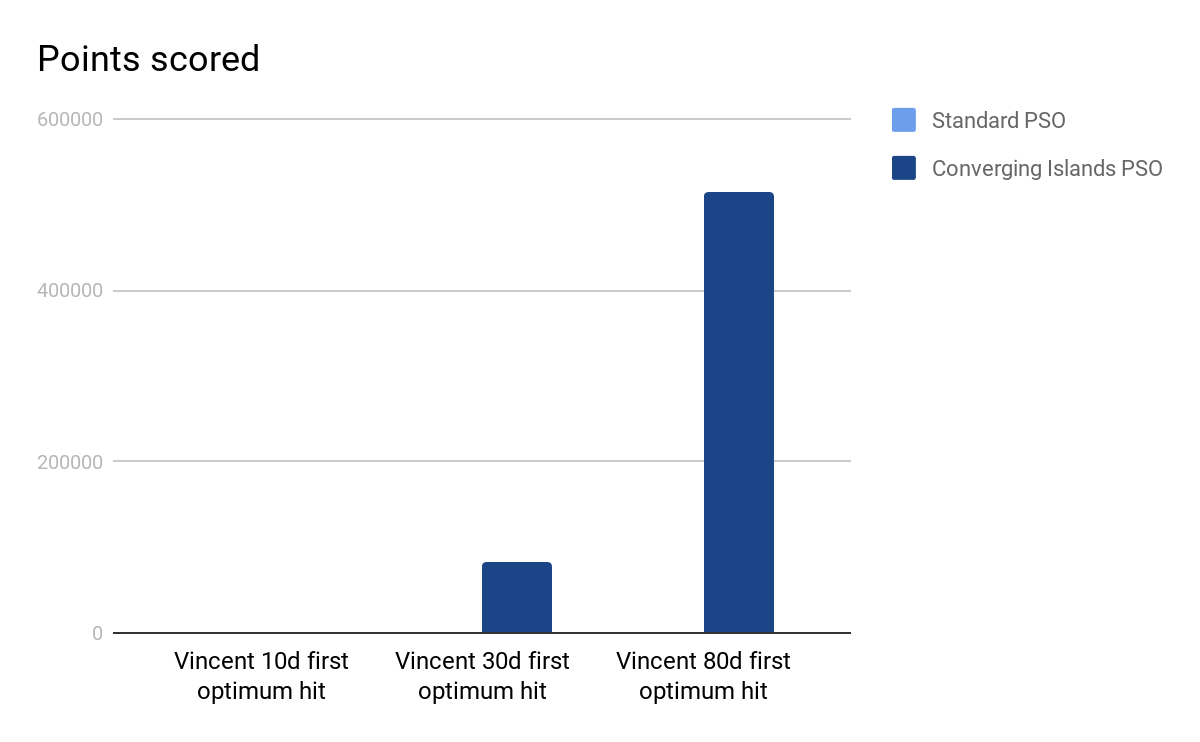 Points scored
600000
400000
200000
0
Standard PSO
Converging Islands PSO
Vincent 10d first
optimum hit
Vincent 30d first
optimum hit
Vincent 80d first
optimum hit